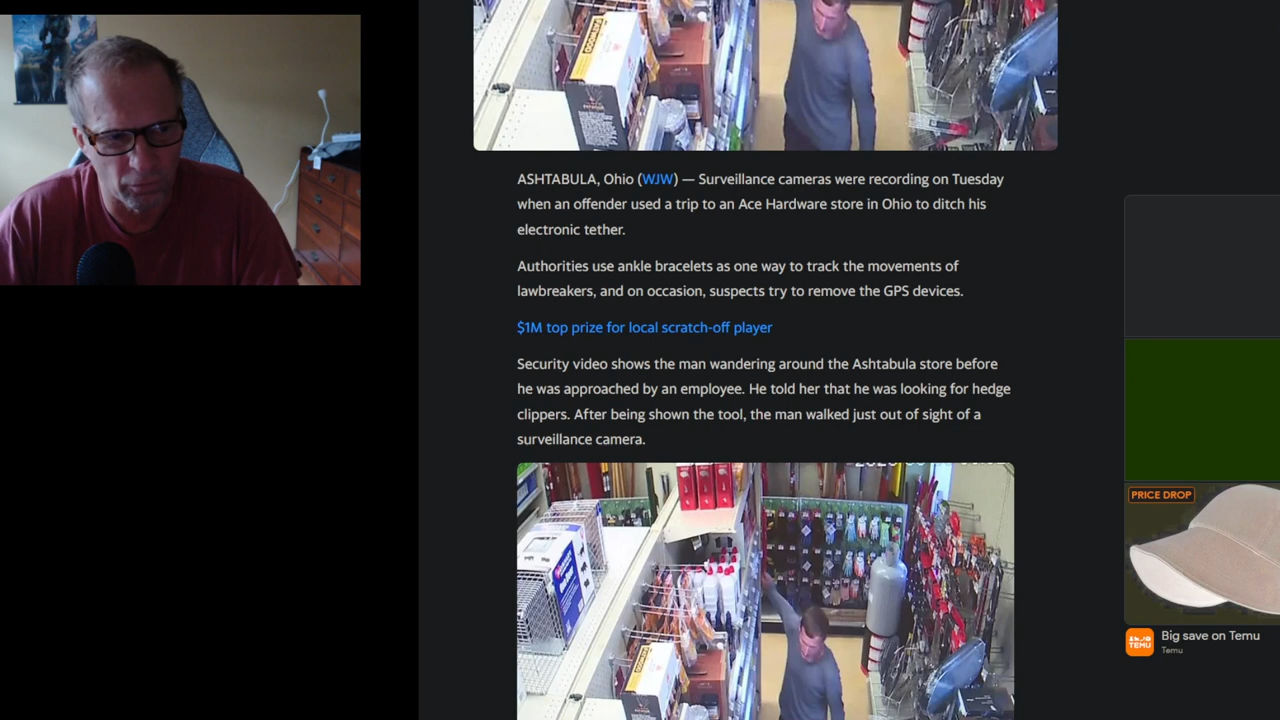 ASHTABULA, Ohio (WJW) — Surveillance cameras were recording on Tuesday
when an offender used a trip to an Ace Hardware store in Ohio to ditch his
electronic tether.
Authorities use ankle bracelets as one way to track the movements of
lawbreakers, and on occasion, suspects try to remove the GPS devices.
$1M top prize for local scratch-off player
Security video shows the man wandering around the Ashtabula store before
he was approached by an employee. He told her that he was looking for hedge
clippers. After being shown the tool, the man walked just out of sight of a
surveillance camera.
PRICE DROP
TEMU
Big save on Temu
Temu